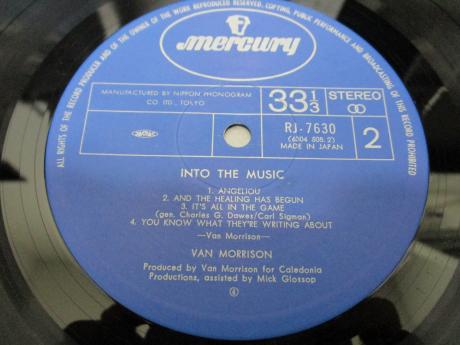 ALL RIGHTS OF THE RECORD PRODUCER AND OF THE OWNER OF THE WORK REPRODUCED RESERVED. COPYING, PUBLIC PERFORMANCE AND BROADCASTING OF THIS RECORD PROHIBITED
mercury
MANUFACTURED BY NIPPON PHONOGRAM CO LTD., TOKYO
33 1/3
STEREO
2
RJ-7630
(6004 808.2)
MADE IN JAPAN
INTO THE MUSIC
1. ANGELIOU
2. AND THE HEALING HAS BEGUN
3. IT'S ALL IN THE GAME
(gen. Charles G. Dawes/Carl Sigman)
4. YOU KNOW WHAT THEY'RE WRITING ABOUT
—Van Morrison—
VAN MORRISON
Produced by Van Morrison for Caledonia
Productions, assisted by Mick Glossop